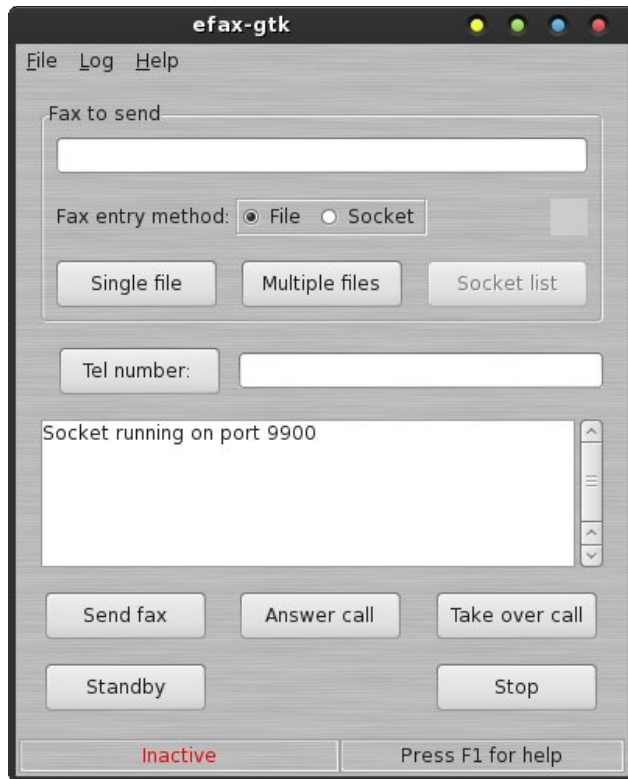 efax-gtk
File Log Help
Fax to send
Fax entry method: File Socket
Single file Multiple files Socket list
Tel number:
Socket running on port 9900
Send fax Answer call Take over call
Standby Stop
Inactive Press F1 for help